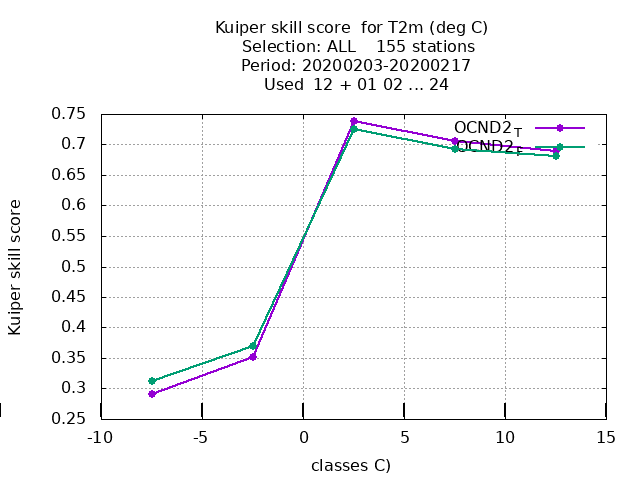 Kuiper skill score  for T2m (deg C)
Selection: ALL    155 stations
Period: 20200203-20200217
Used  12 + 01 02 ... 24
0.75
0.7
0.65
0.6
0.55
0.5
0.45
0.4
0.35
0.3
0.25
Kuiper skill score
OCND2_T
OCND2_F
-10
-5
0
5
10
15
classes C)